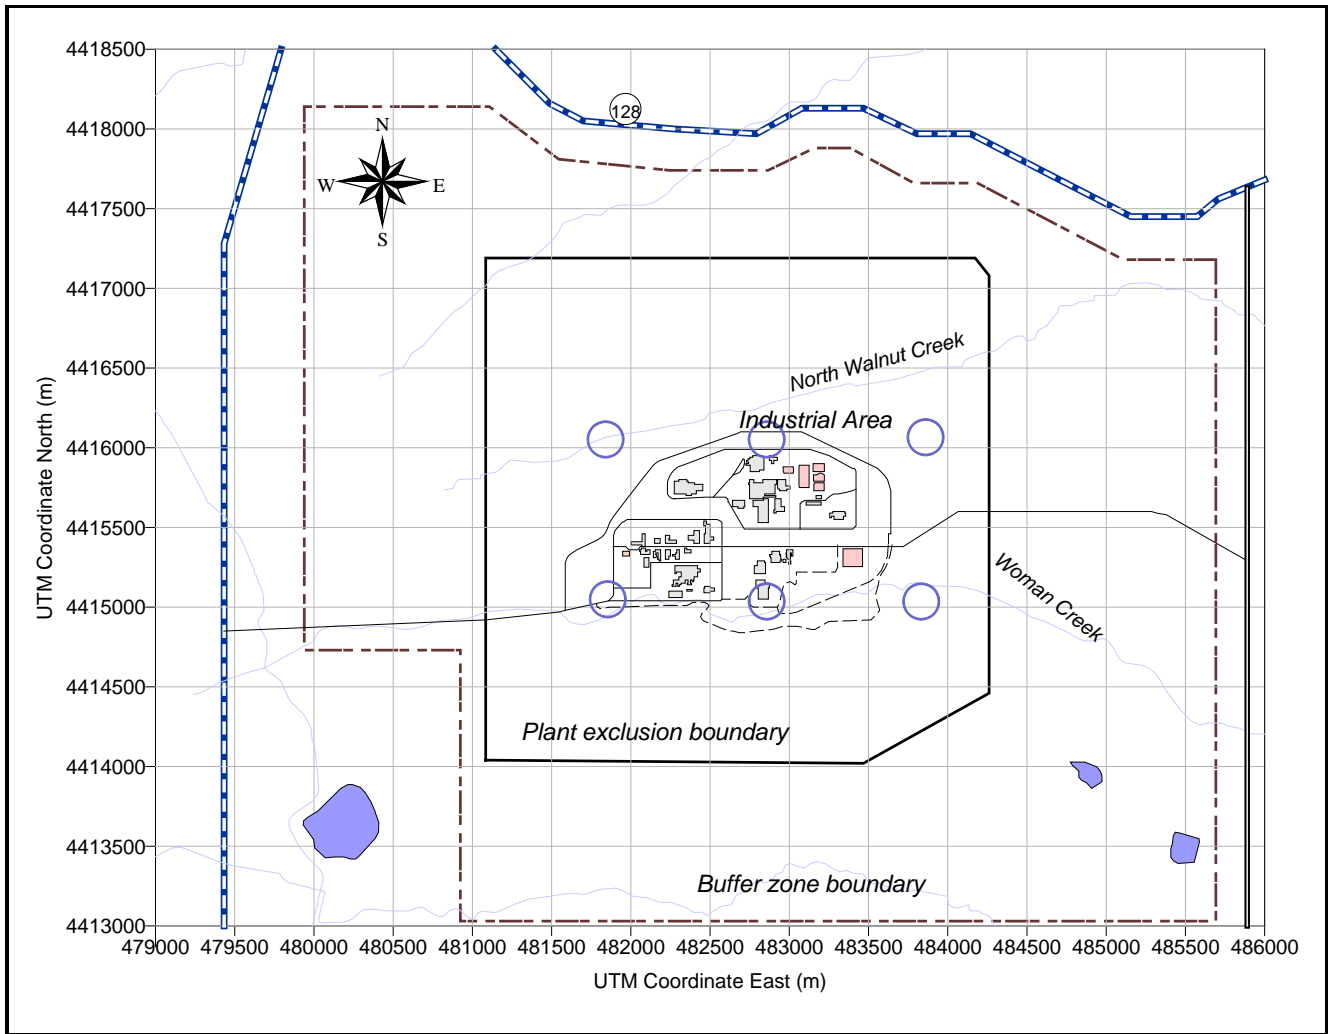 4418500
128
4418000
N
W
E
S
4417500
4417000
UTM Coordinate North (m)
4416500
North Walnut Creek
Industrial Area
4416000
4415500
Woman Creek
4415000
4414500
Plant exclusion boundary
4414000
4413500
Buffer zone boundary
4413000
479000 479500 480000 480500 481000 481500 482000 482500 483000 483500 484000 484500 485000 485500 486000
UTM Coordinate East (m)